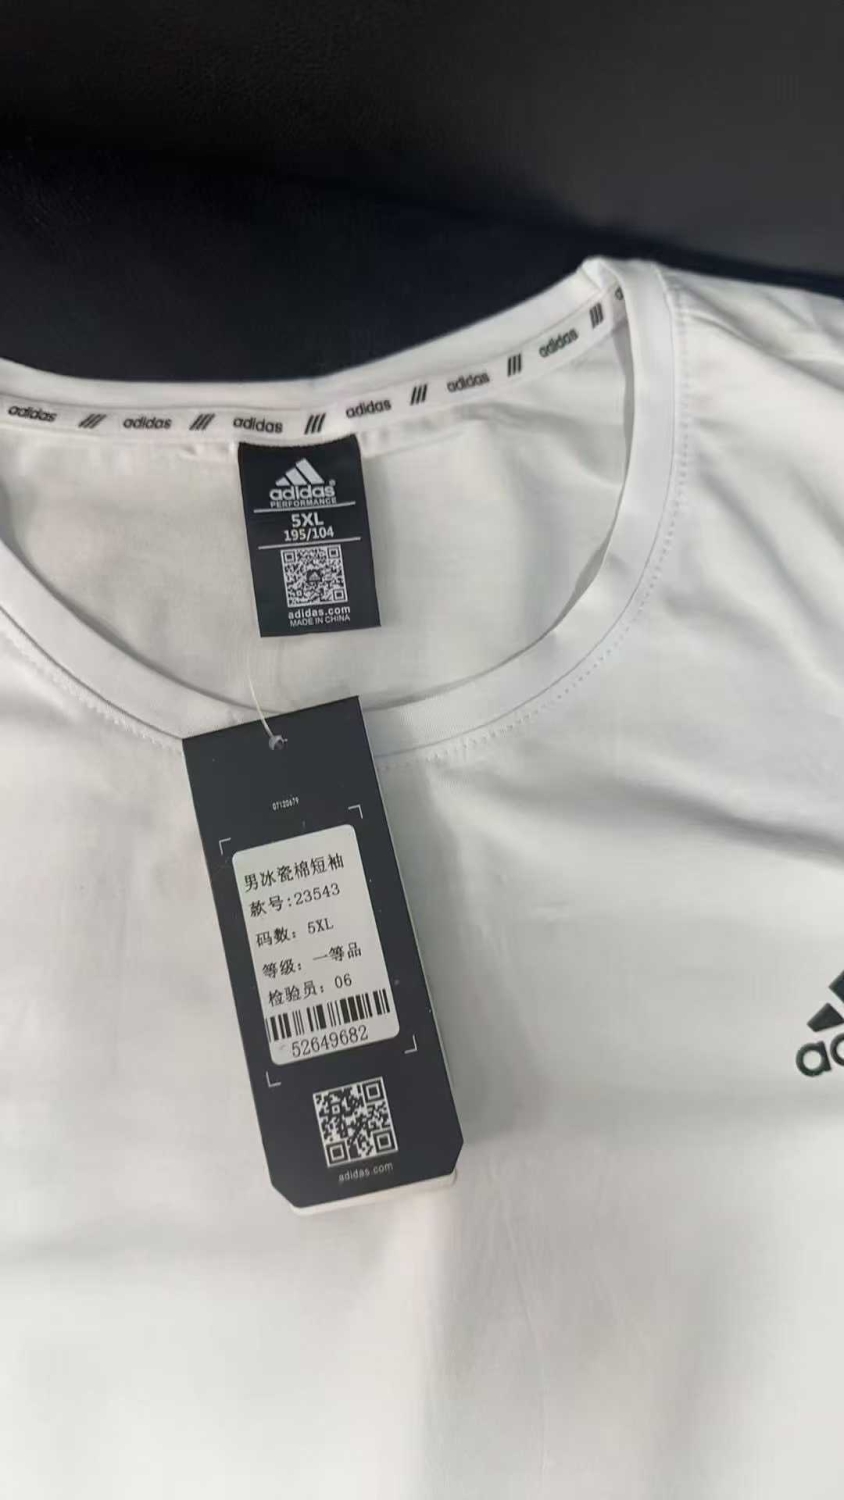 adidas /// adidas /// adidas /// adidas /// adidas /// adidas /// a
adidas®
PERFORMANCE
5XL
195/104
adidas.com
MADE IN CHINA
07120679
男冰瓷棉短袖
款号:23543
码数: 5XL
等级: 一等品
检验员: 06
52649682
adidas.com
ad